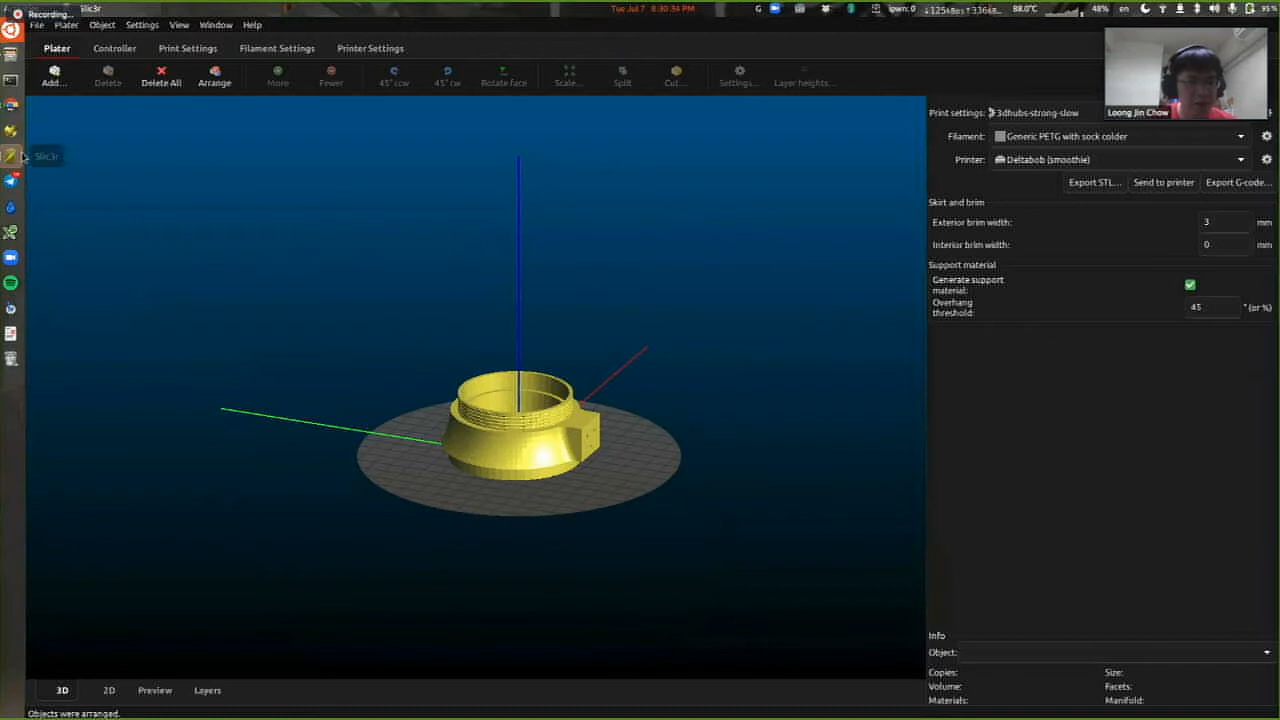 Recording...
Slic3r
Tue Jul 7 8:30:34 PM
88.0°C
48%
en
95%
File Plater Object Settings View Window Help
Plater Controller Print Settings Filament Settings Printer Settings
Add... Delete Delete All Arrange More Fewer 45° ccw 45° cw Rotate face Scale... Split Cut... Settings... Layer heights...
Loong Jin Chow
Print settings: 3dhubs-strong-slow
Filament: Generic PETG with sock colder
Printer: Deltabob (smoothie)
Export STL... Send to printer Export G-code...
Skirt and brim
Exterior brim width: 3 mm
Interior brim width: 0 mm
Support material
Generate support
material:
Overhang
threshold: 45 ° (or %)
Slic3r
Info
Object:
Copies: Size:
Volume: Facets:
Materials: Manifold:
3D 2D Preview Layers
Objects were arranged.